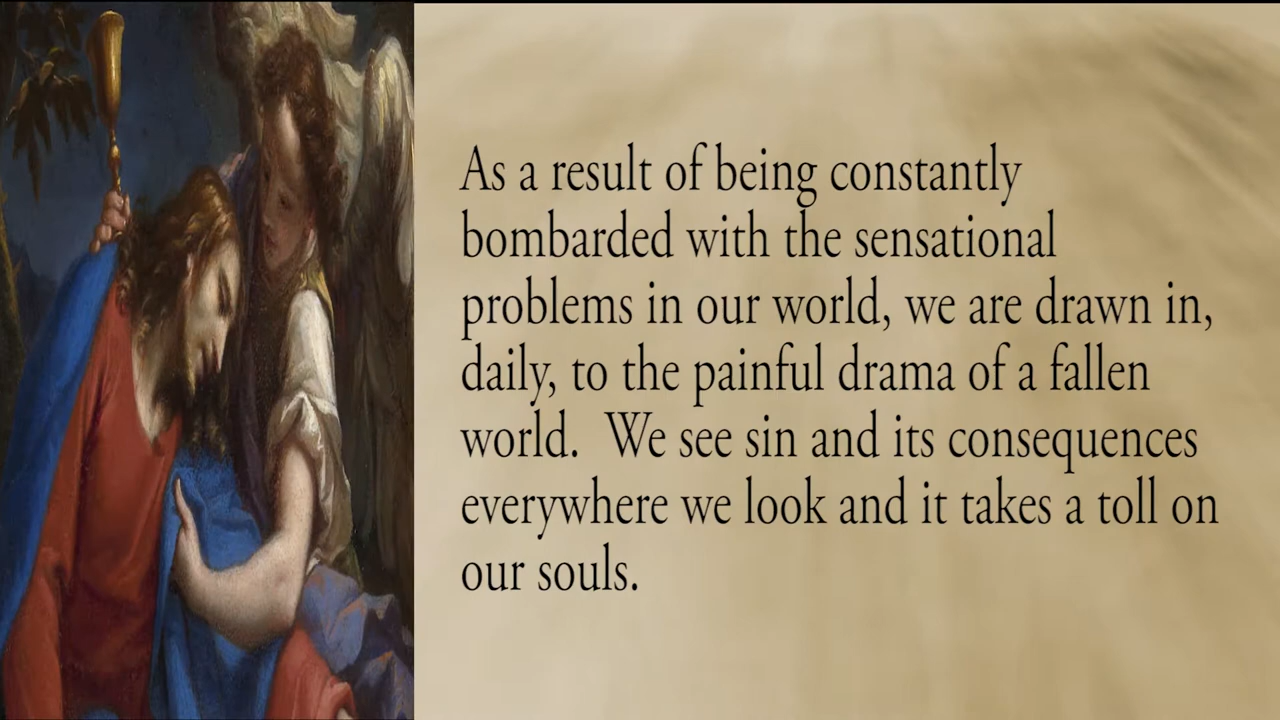 As a result of being constantly
bombarded with the sensational
problems in our world, we are drawn in,
daily, to the painful drama of a fallen
world.  We see sin and its consequences
everywhere we look and it takes a toll on
our souls.